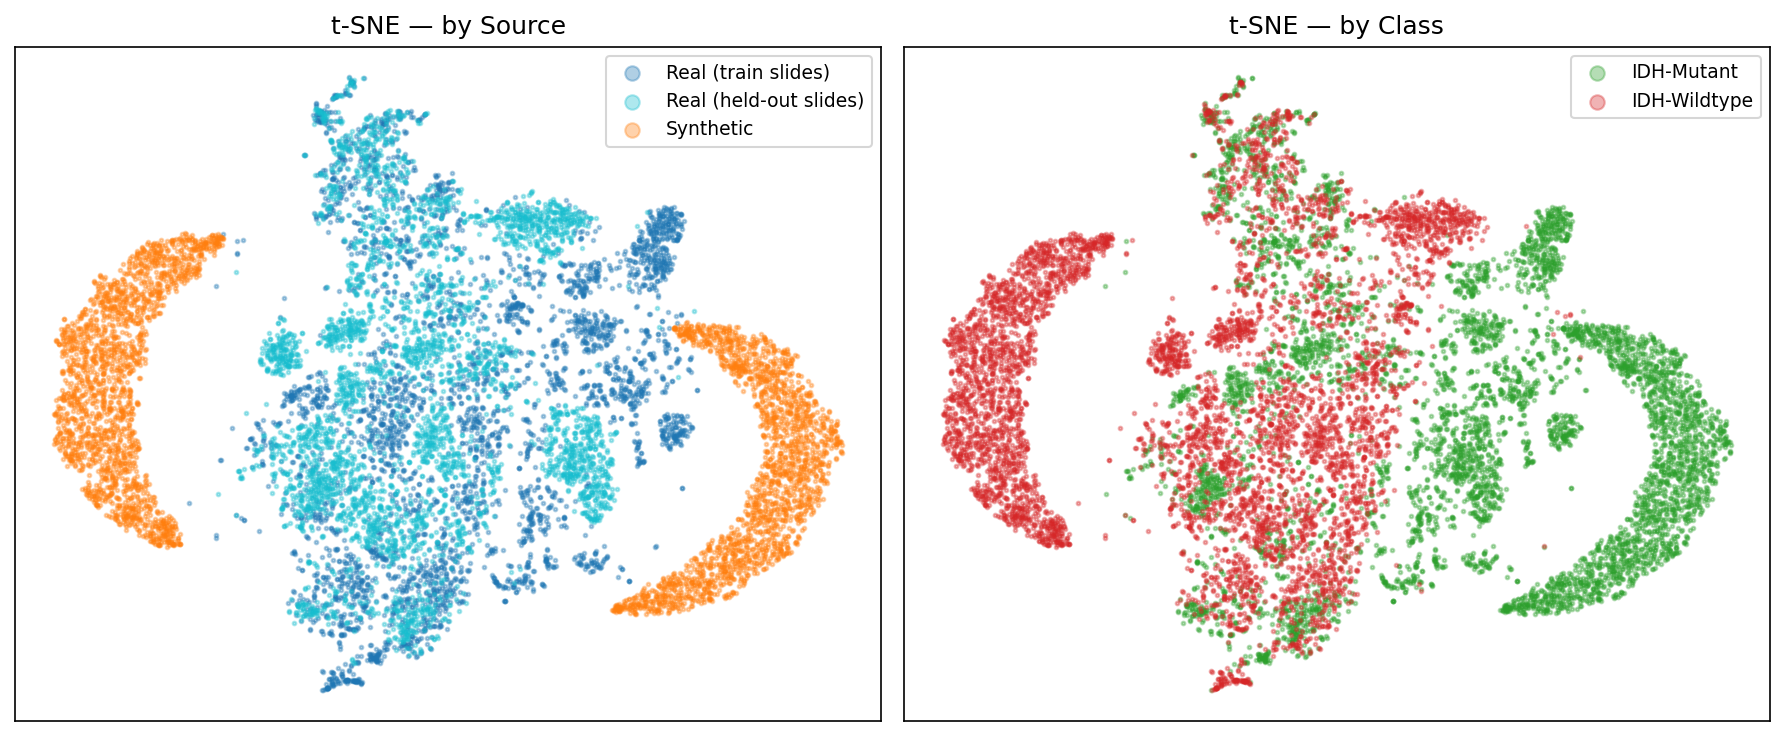 t-SNE — by Source
Real (train slides)
Real (held-out slides)
Synthetic
t-SNE — by Class
IDH-Mutant
IDH-Wildtype